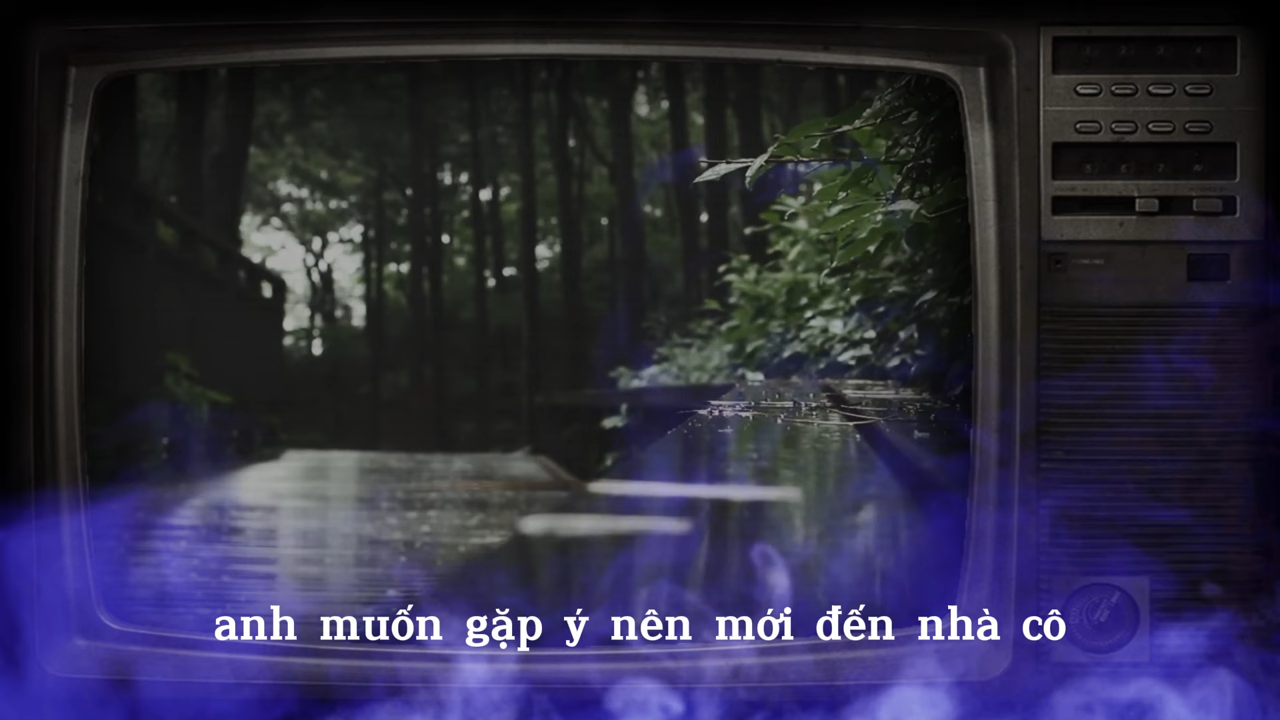 anh muốn gặp ý nên mới đến nhà cô